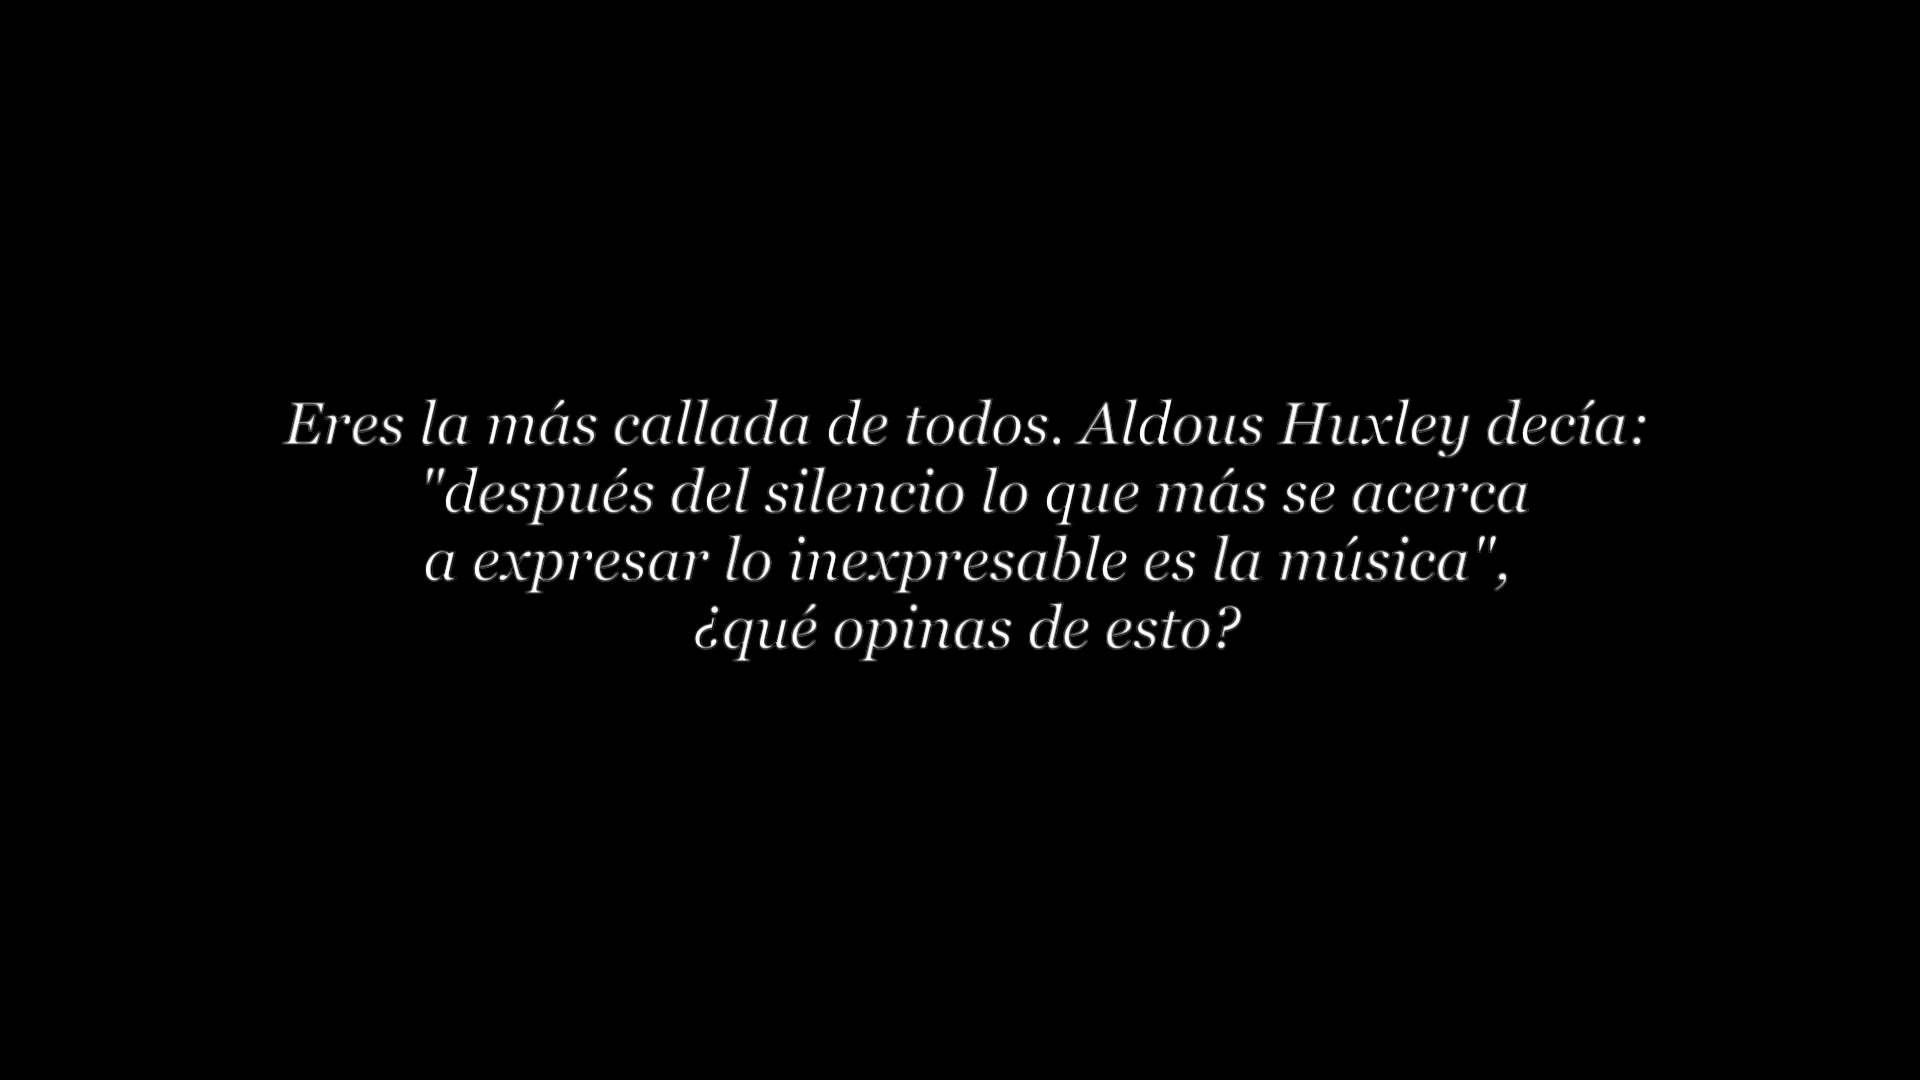 Eres la más callada de todos. Aldous Huxley decía:
"después del silencio lo que más se acerca
a expresar lo inexpresable es la música",
¿qué opinas de esto?